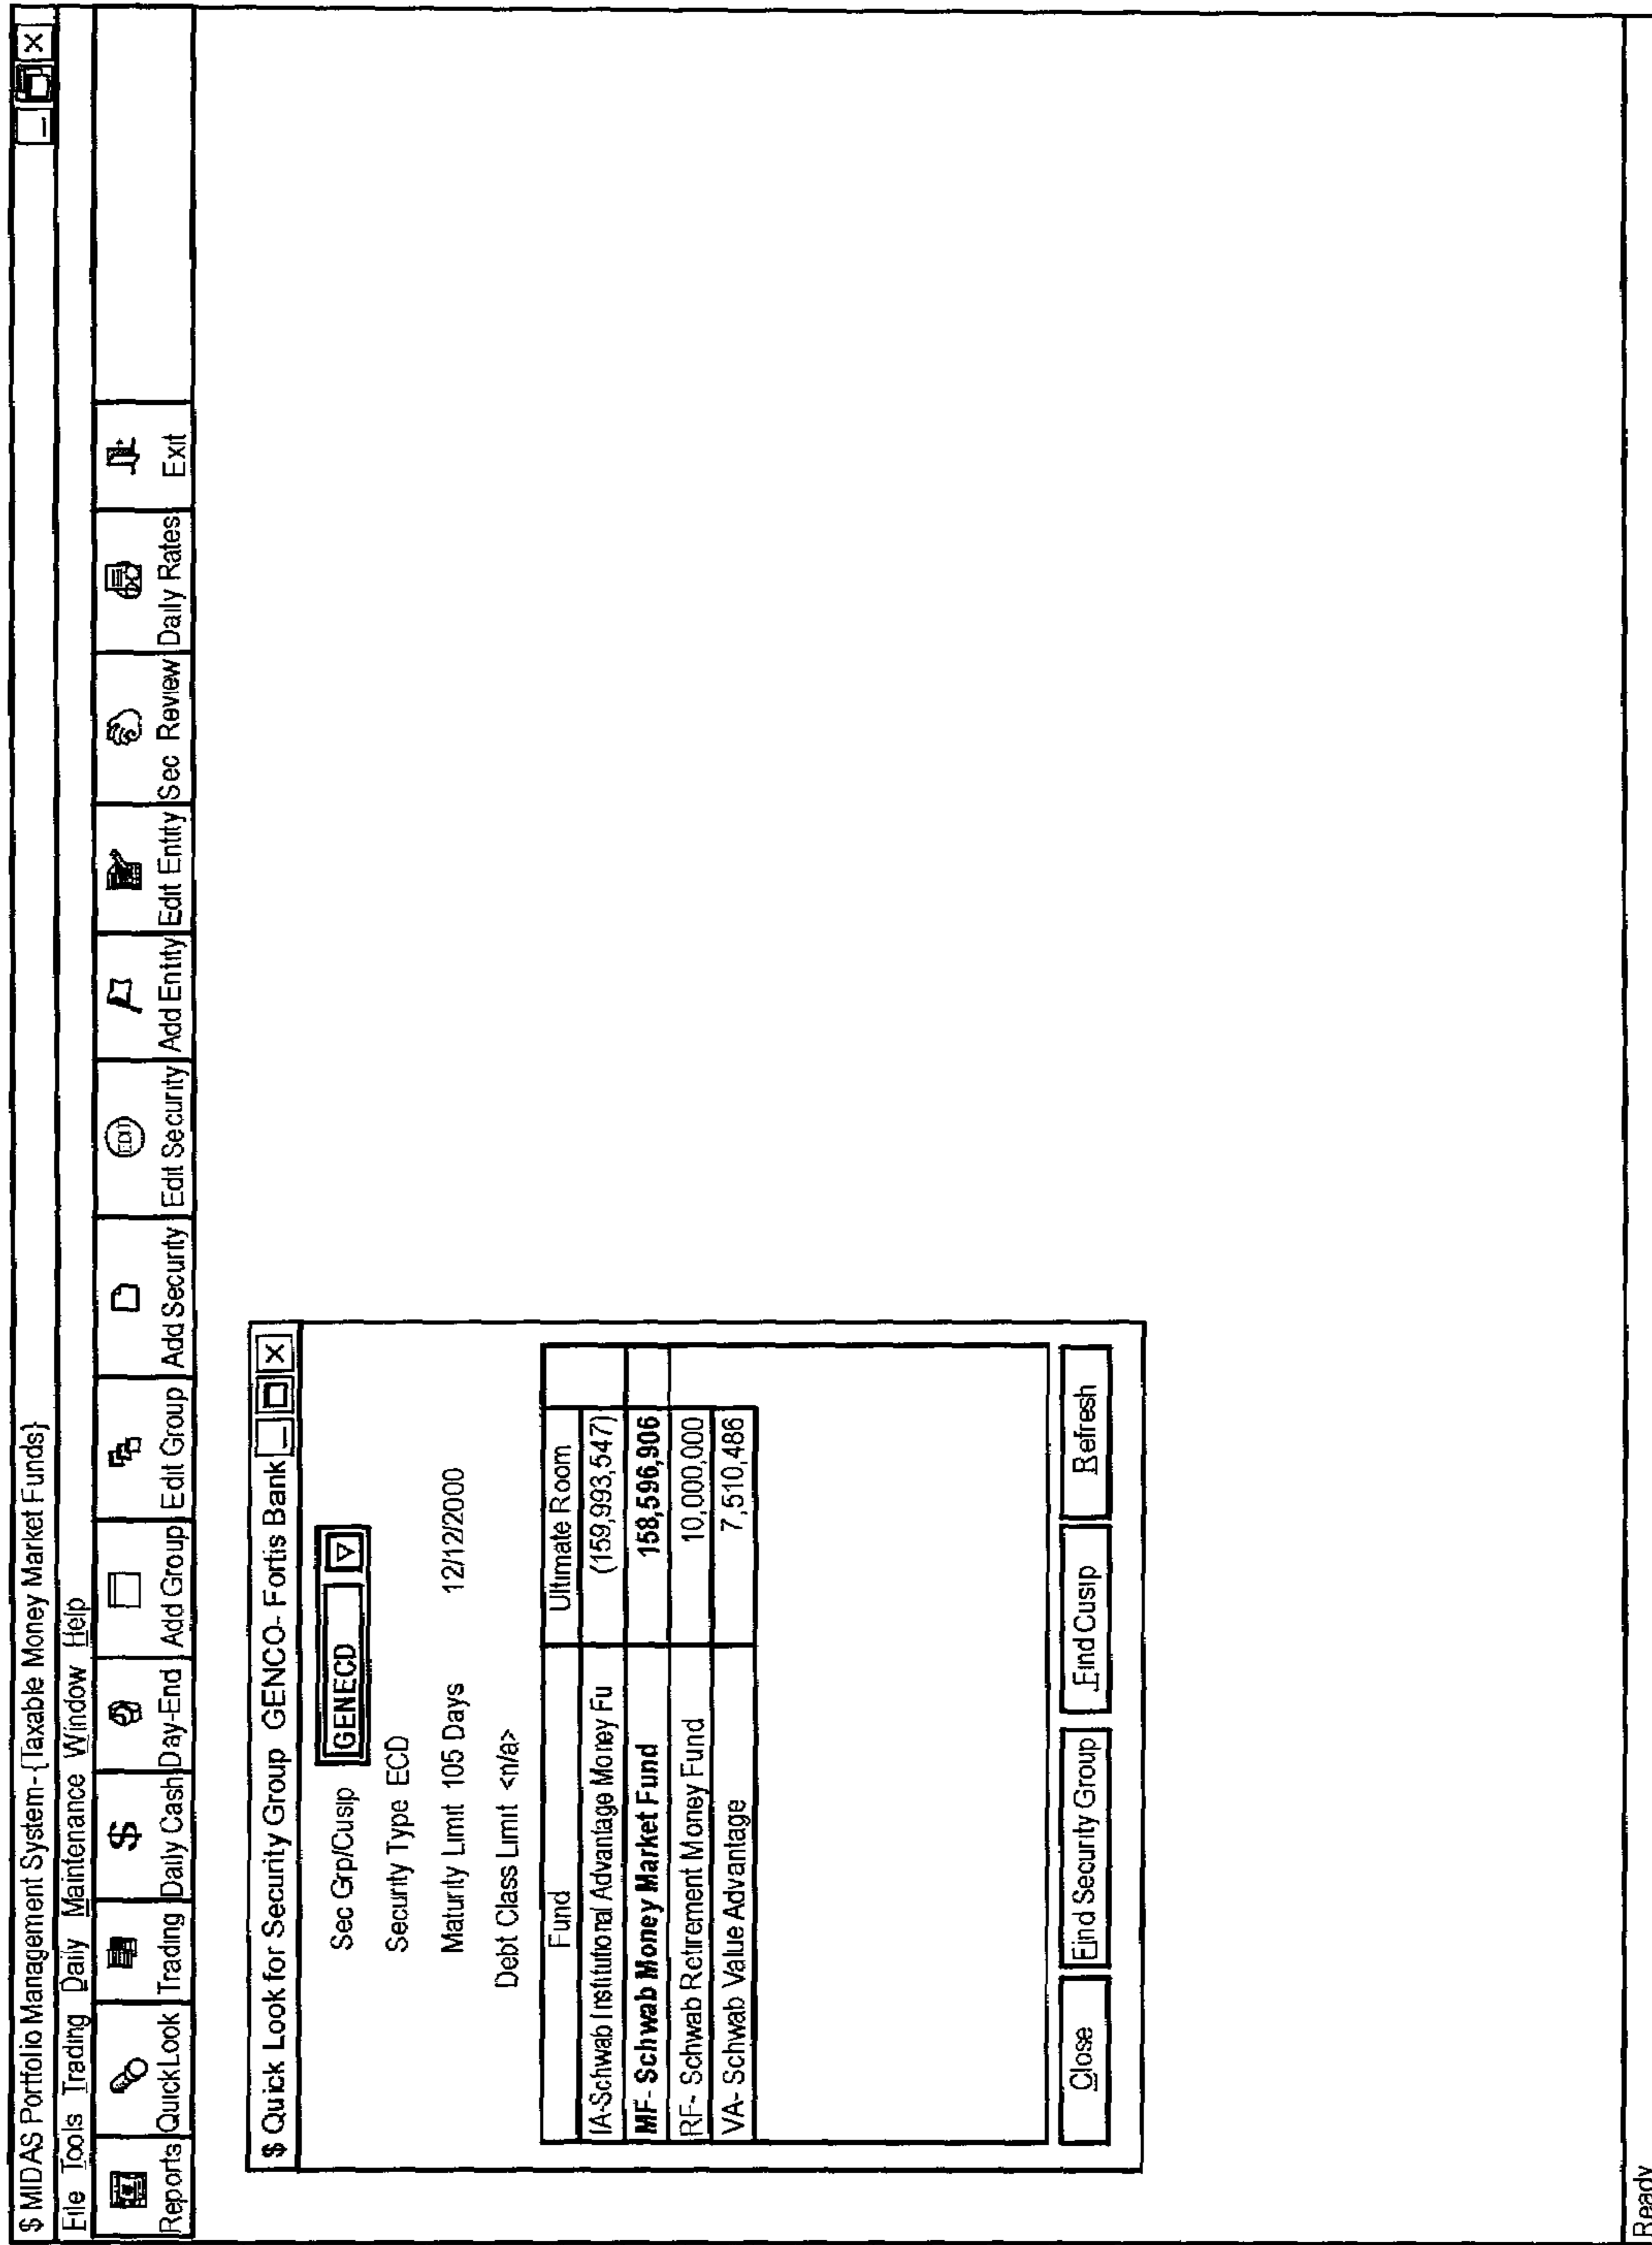 $ MIDAS Portfolio Management System-{Taxable Money Market Funds}
File Tools Trading Daily Maintenance Window Help
Reports QuickLook Trading Daily Cash Day-End Add Group Edit Group Add Security Edit Security Add Entity Edit Entity Sec Review Daily Rates Exit
$ Quick Look for Security Group GENCO- Fortis Bank
Sec Grp/Cusip GENECD
Security Type ECD
Maturity Limit 105 Days 12/12/2000
Debt Class Limit <n/a>
Fund Ultimate Room
IA-Schwab Institutional Advantage Money Fu (159,993,547)
MF- Schwab Money Market Fund 158,596,906
RF- Schwab Retirement Money Fund 10,000,000
VA- Schwab Value Advantage 7,510,486
Close Find Security Group Find Cusip Refresh
Ready